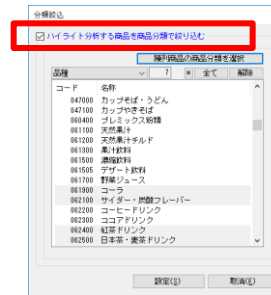 分類絞込
ハイライト分析する商品を商品分類で絞り込む
陳列商品の商品分類を選択
品種 7 ≡ 全て 解除
コード 名称
047000 カップそば・うどん
047100 カップやきそば
060400 プレミックス粉類
061100 天然果汁
061200 天然果汁チルド
061300 果汁飲料
061500 濃縮飲料
061505 デザート飲料
061700 野菜ジュース
061900 コーラ
062100 サイダー・炭酸フレーバー
062200 コーヒードリンク
062300 ココアドリンク
062400 紅茶ドリンク
062500 日本茶・麦茶ドリンク
設定(S) 取消(C)